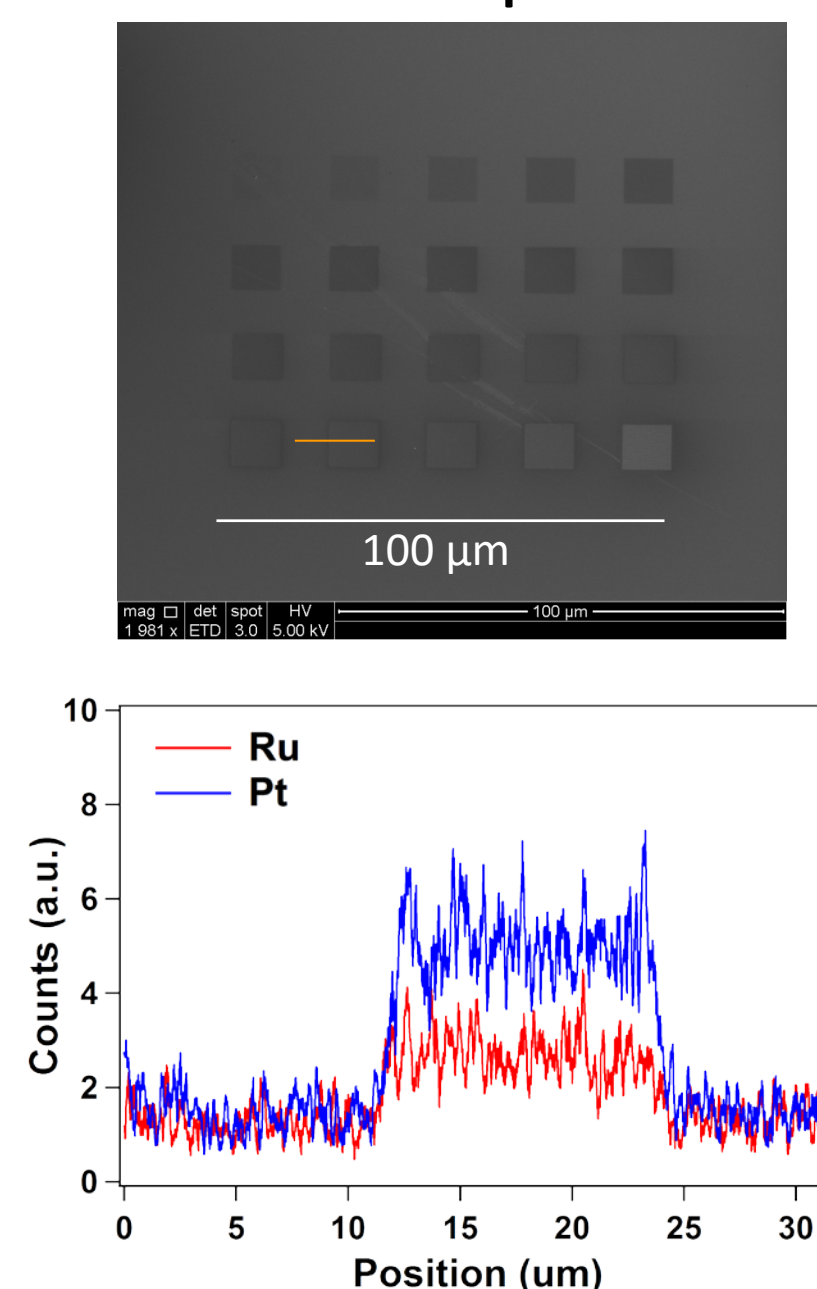 100 µm
mag det spot HV
100 µm
1 981 x ETD 3.0 5.00 kV
10
Ru
Pt
8
6
4
2
0
Counts (a.u.)
0 5 10 15 20 25 30
Position (um)